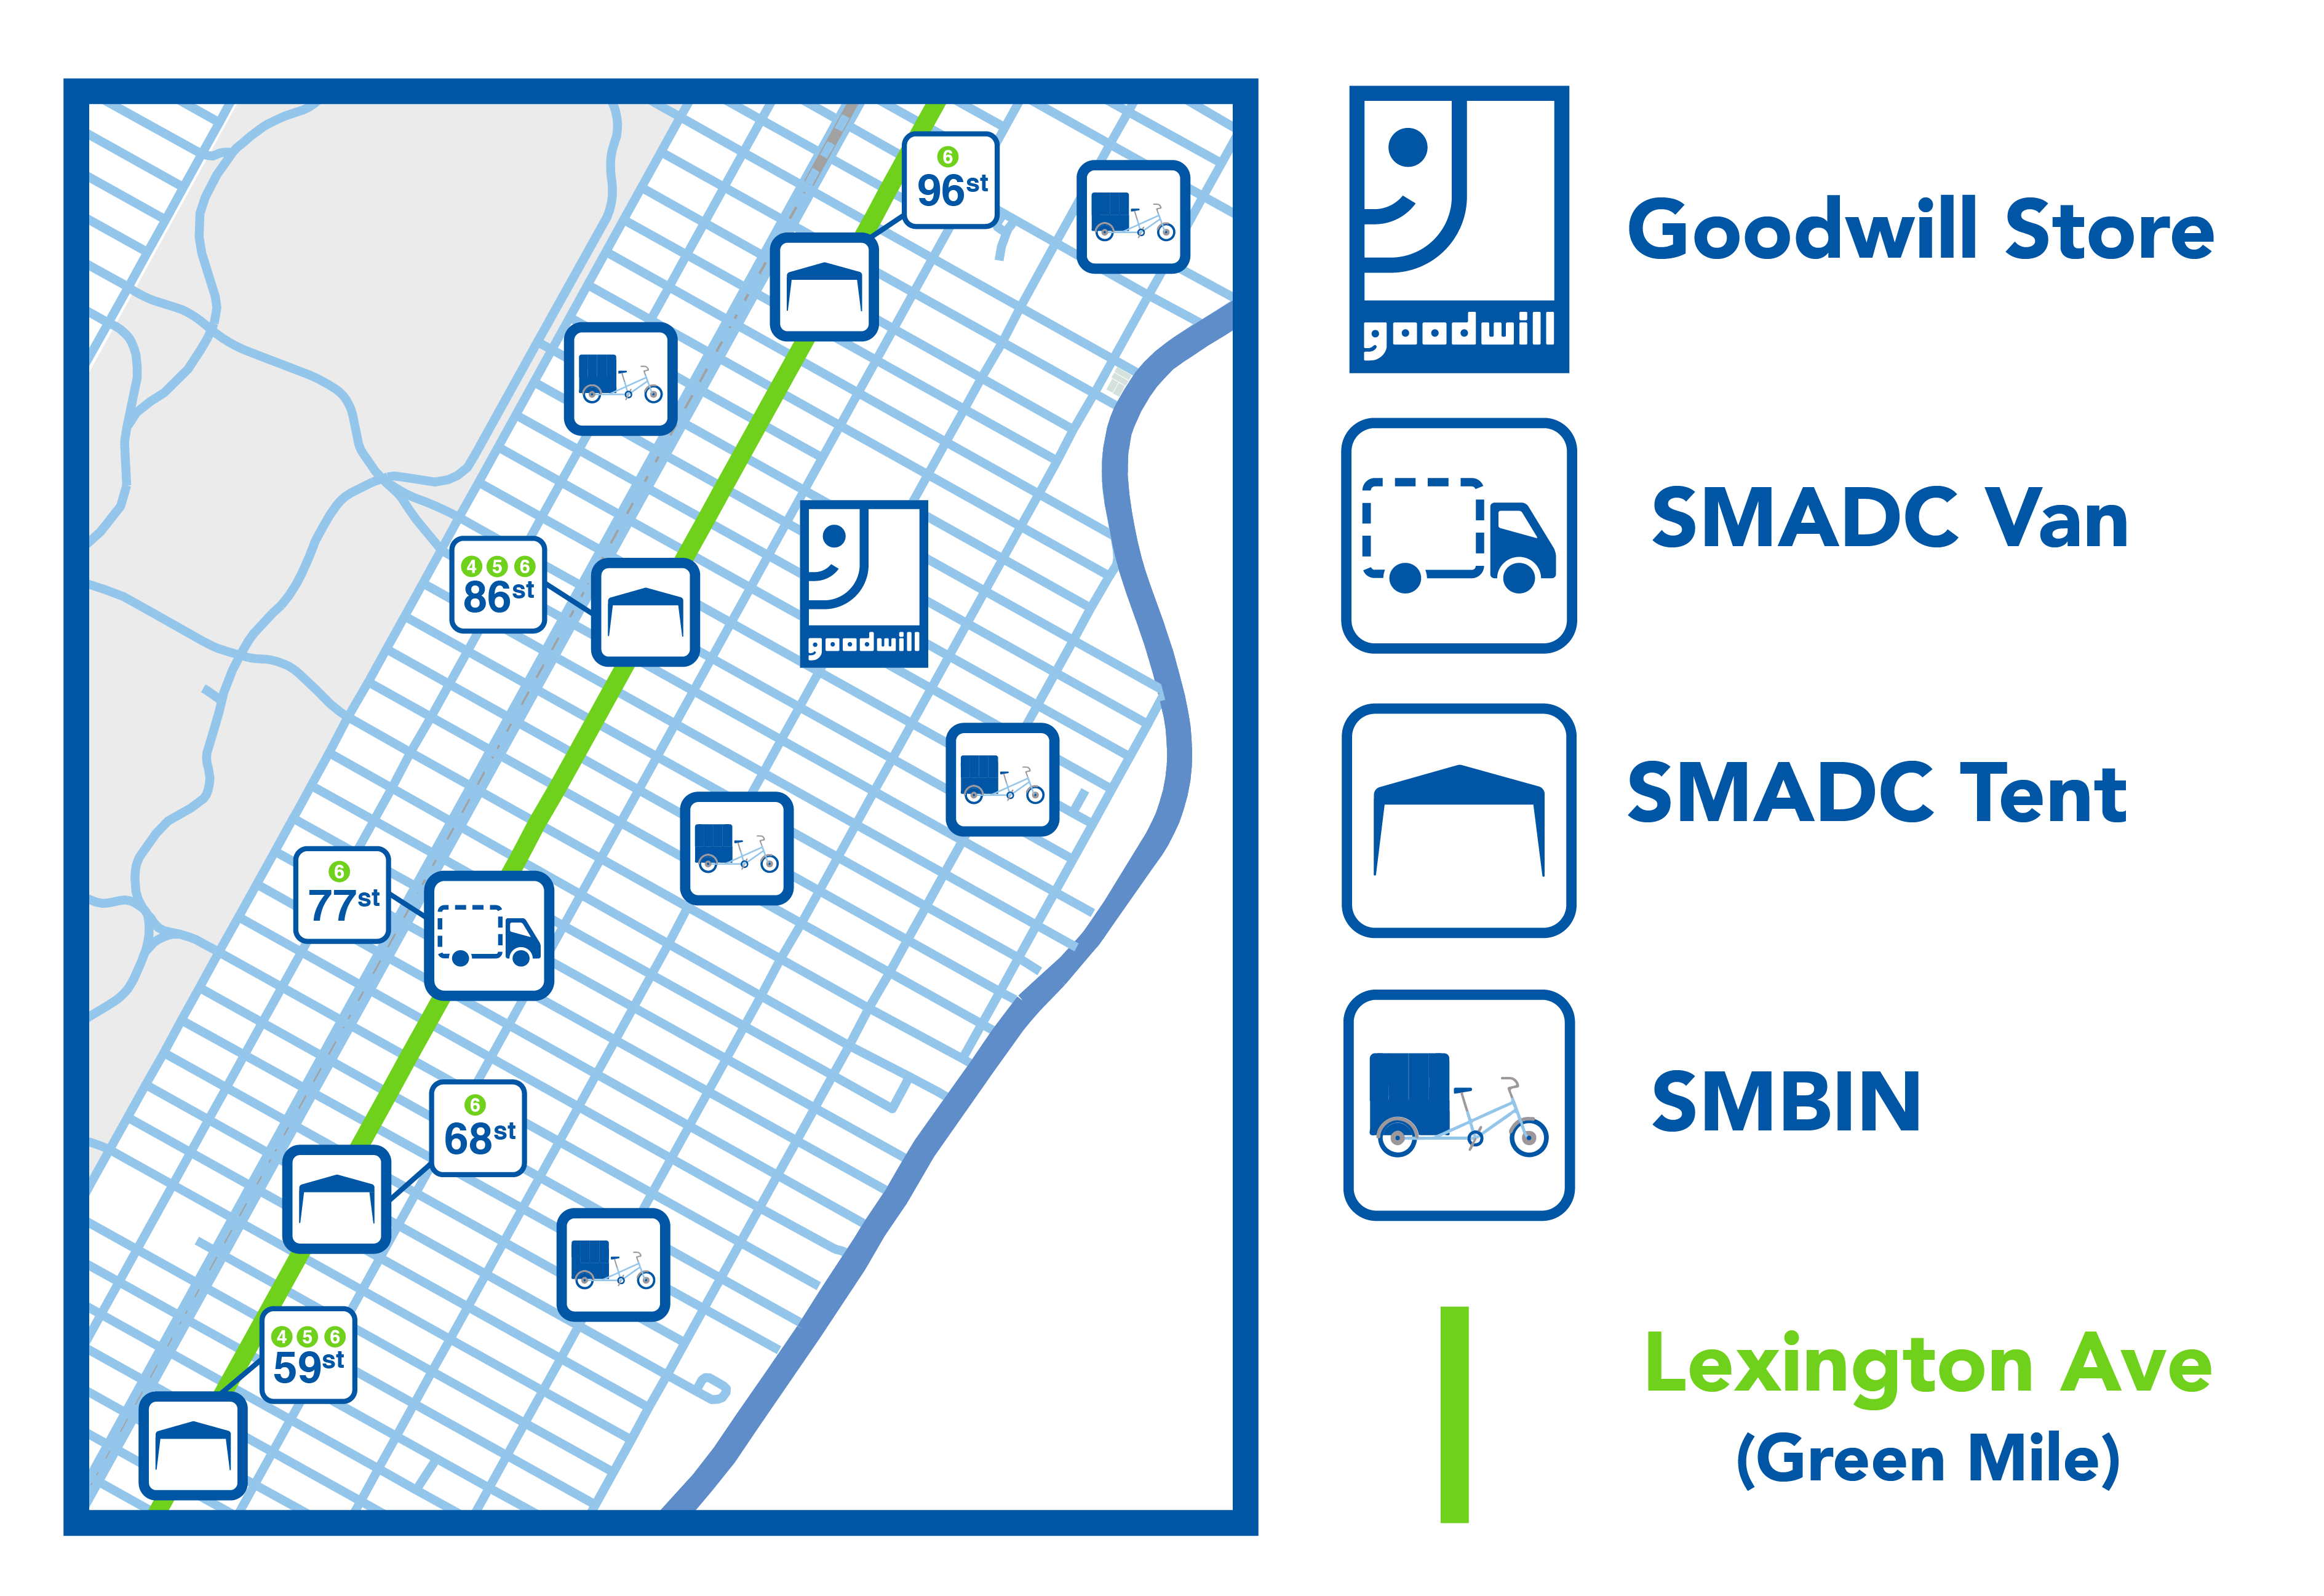 6
96st
4 5 6
86st
goodwill
6
77st
6
68st
4 5 6
59st
goodwill
Goodwill Store
SMADC Van
SMADC Tent
SMBIN
Lexington Ave
(Green Mile)